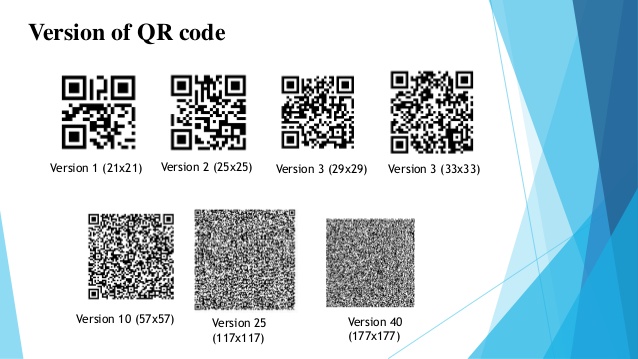 Version of QR code
Version 1 (21x21)
Version 2 (25x25)
Version 3 (29x29)
Version 3 (33x33)
Version 10 (57x57)
Version 25
(117x117)
Version 40
(177x177)